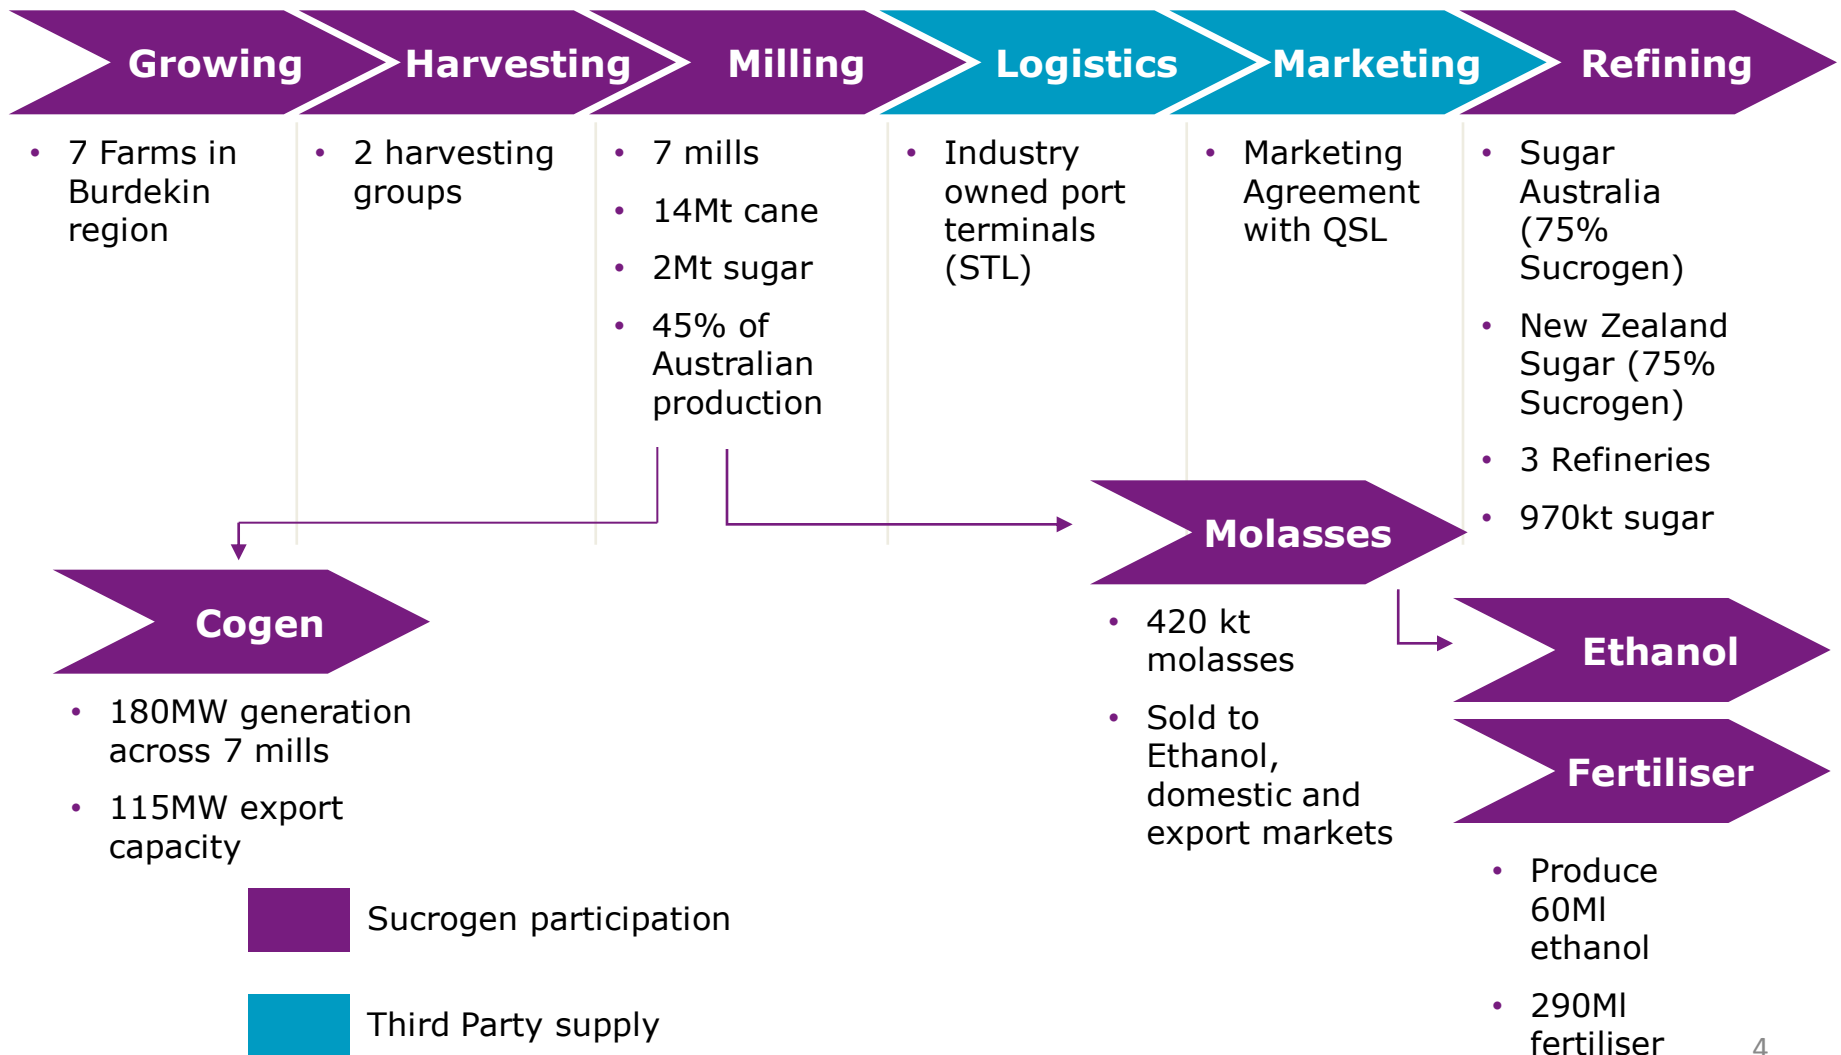 Growing
Harvesting
Milling
Logistics
Marketing
Refining
• 7 Farms in
Burdekin
region
• 2 harvesting
groups
• 7 mills
• 14Mt cane
• 2Mt sugar
• 45% of
Australian
production
• Industry
owned port
terminals
(STL)
• Marketing
Agreement
with QSL
• Sugar
Australia
(75%
Sucrogen)
• New Zealand
Sugar (75%
Sucrogen)
• 3 Refineries
• 970kt sugar
Cogen
• 180MW generation
across 7 mills
• 115MW export
capacity
Molasses
• 420 kt
molasses
• Sold to
Ethanol,
domestic and
export markets
Ethanol
Fertiliser
• Produce
60Ml
ethanol
• 290Ml
fertiliser
Sucrogen participation
Third Party supply
4